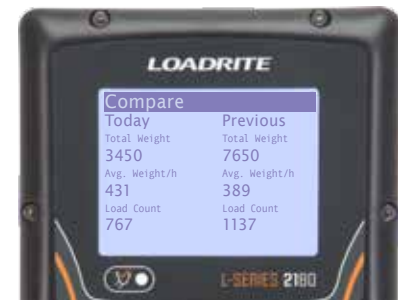 LOADRITE
Compare
Today Previous
Total Weight Total Weight
3450 7650
Avg. Weight/h Avg. Weight/h
431 389
Load Count Load Count
767 1137
L-SERIES 2180